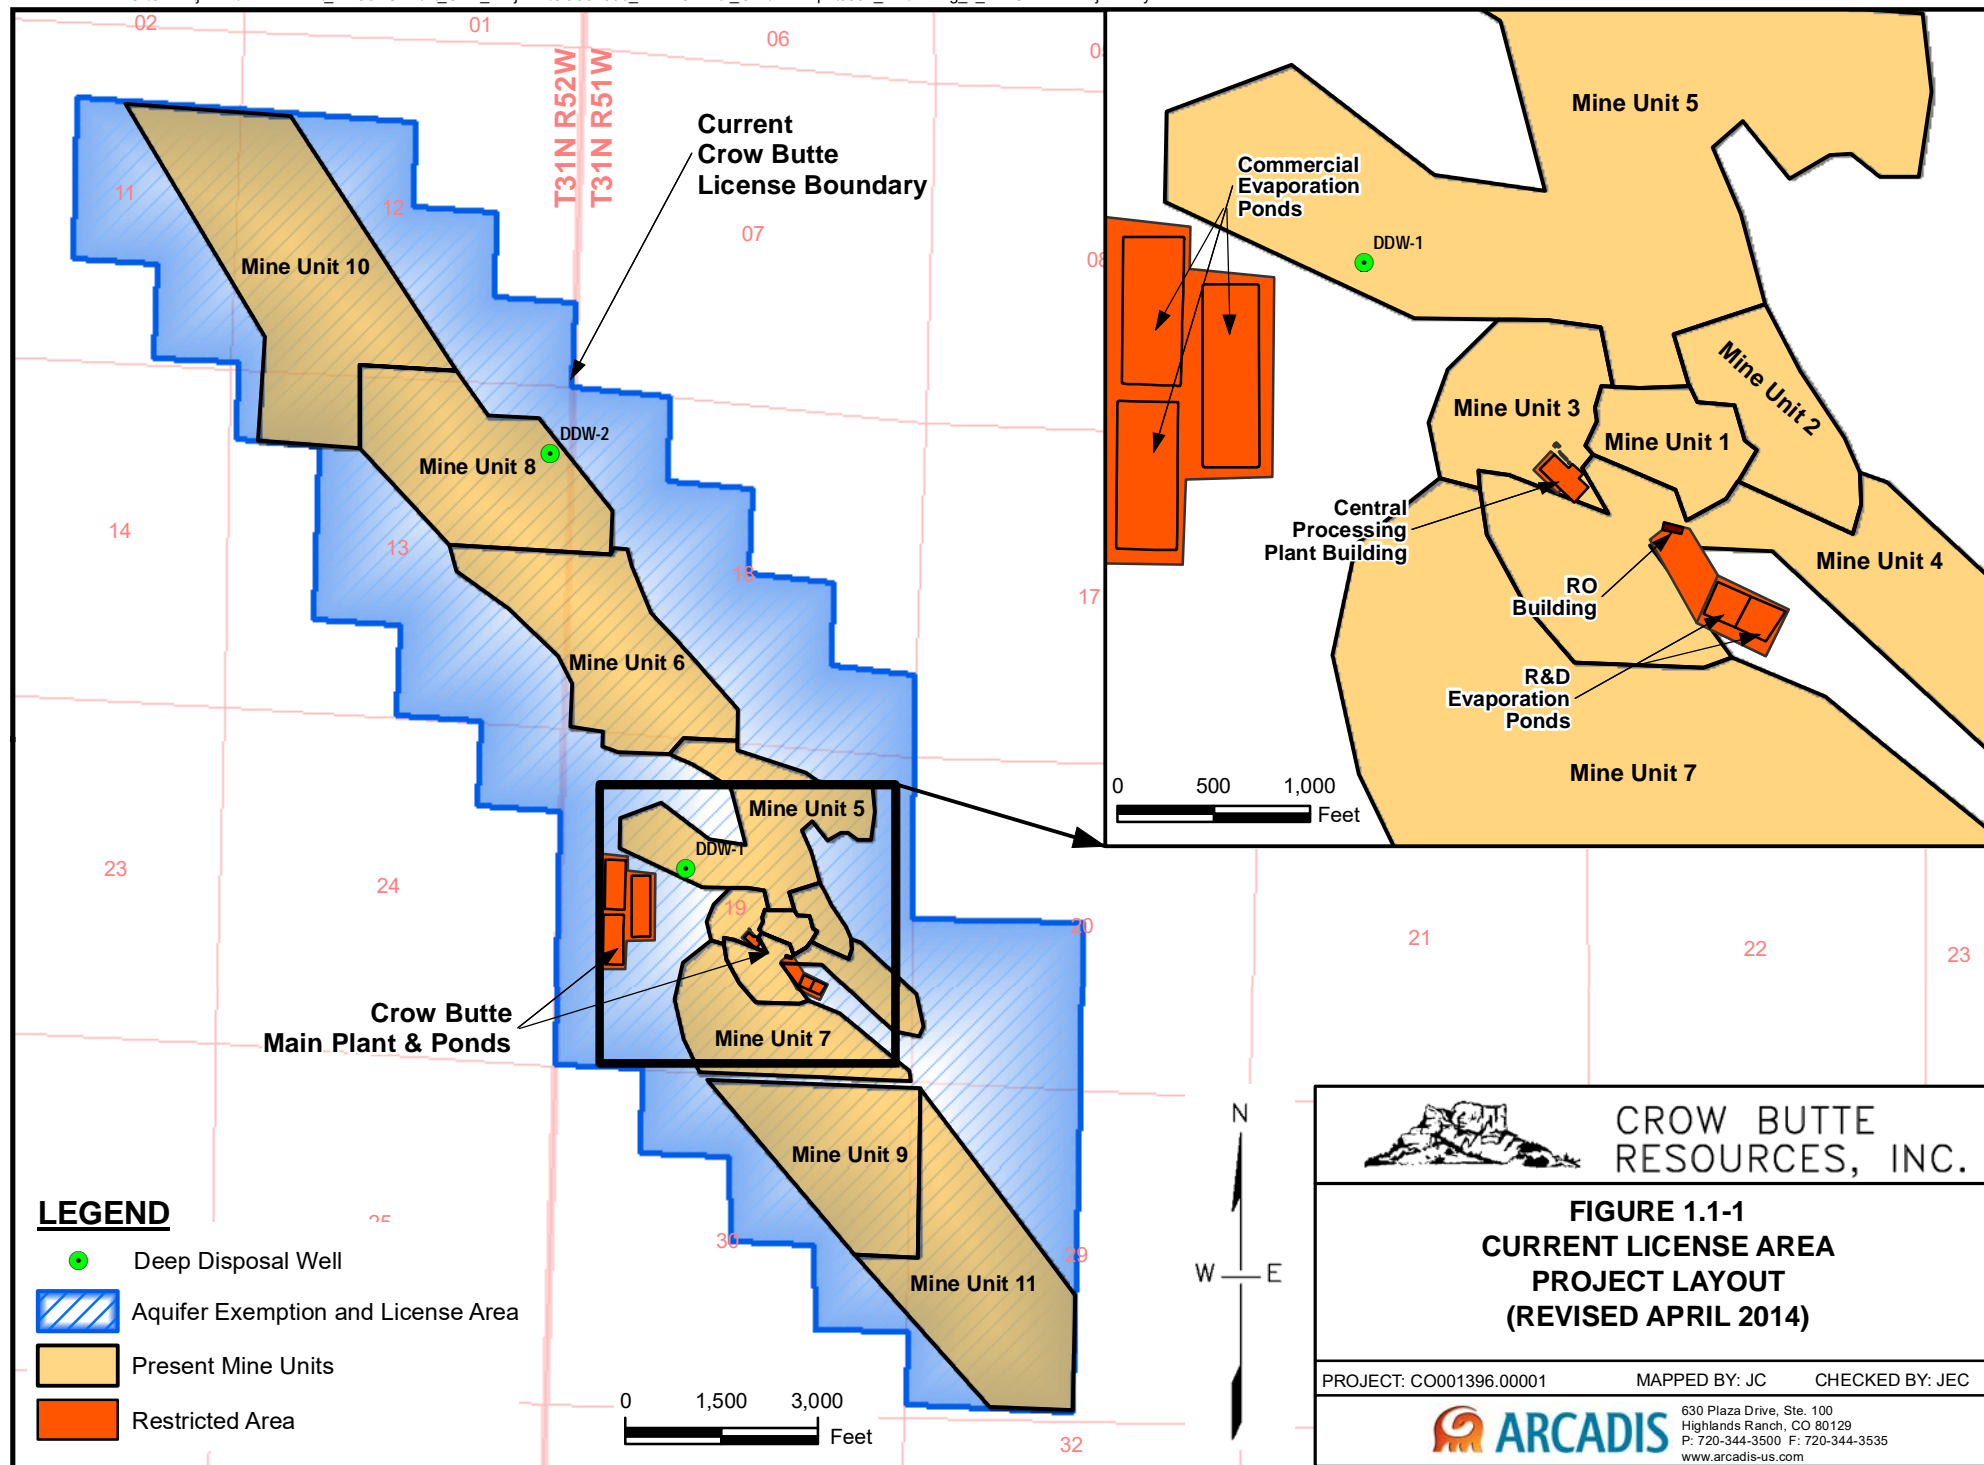 02
01
06
T31N R52W
T31N R51W
Current
Crow Butte
License Boundary
11
12
07
08
Mine Unit 10
DDW-2
Mine Unit 8
14
13
18
17
Mine Unit 6
Mine Unit 5
DDW-1
23
24
19
20
21
22
23
Crow Butte
Main Plant & Ponds
Mine Unit 7
Mine Unit 9
30
29
Mine Unit 11
32
Mine Unit 5
Commercial
Evaporation
Ponds
DDW-1
Mine Unit 2
Mine Unit 3
Mine Unit 1
Central
Processing
Plant Building
Mine Unit 4
RO
Building
R&D
Evaporation
Ponds
Mine Unit 7
0 500 1,000
Feet
LEGEND
Deep Disposal Well
Aquifer Exemption and License Area
Present Mine Units
Restricted Area
0 1,500 3,000
Feet
N
W E
CROW BUTTE
RESOURCES, INC.
FIGURE 1.1-1
CURRENT LICENSE AREA
PROJECT LAYOUT
(REVISED APRIL 2014)
PROJECT: CO001396.00001 MAPPED BY: JC CHECKED BY: JEC
ARCADIS
630 Plaza Drive, Ste. 100
Highlands Ranch, CO 80129
P: 720-344-3500 F: 720-344-3535
www.arcadis-us.com